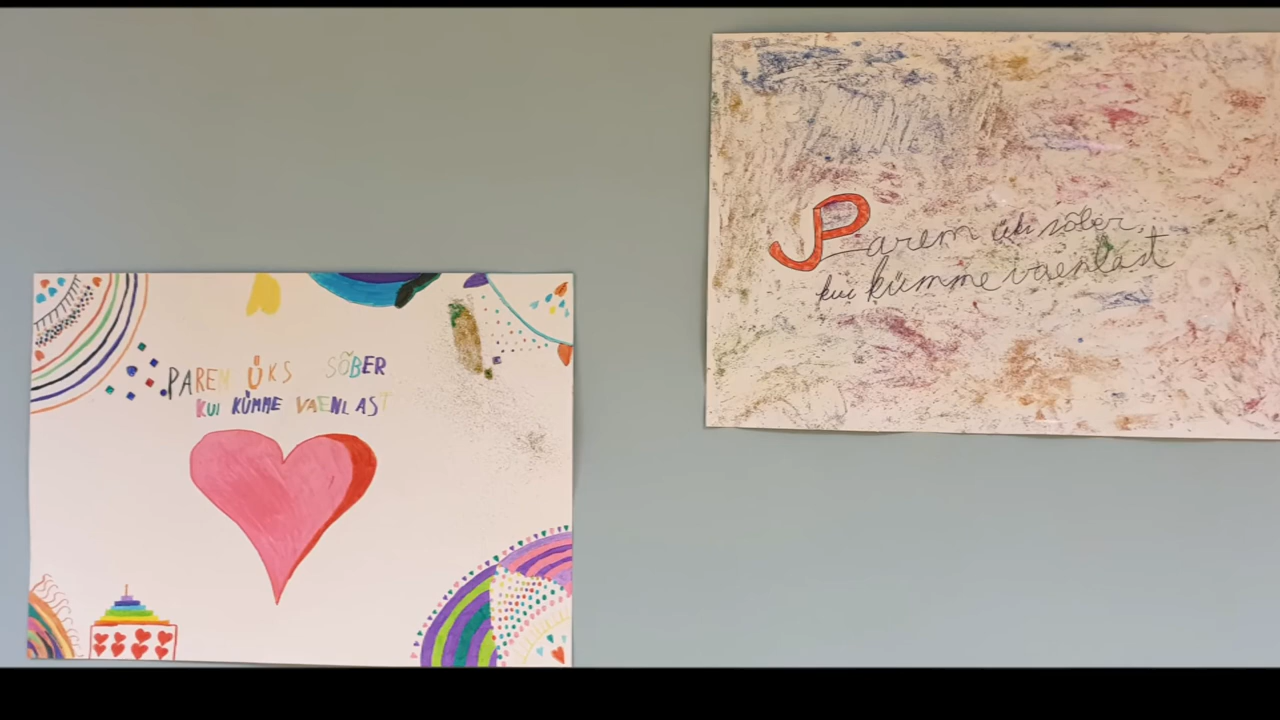 PAREM ÜKS SÕBER
KUI KÜMME VAENLAST
Parem üks sõber,
kui kümme vaenlast